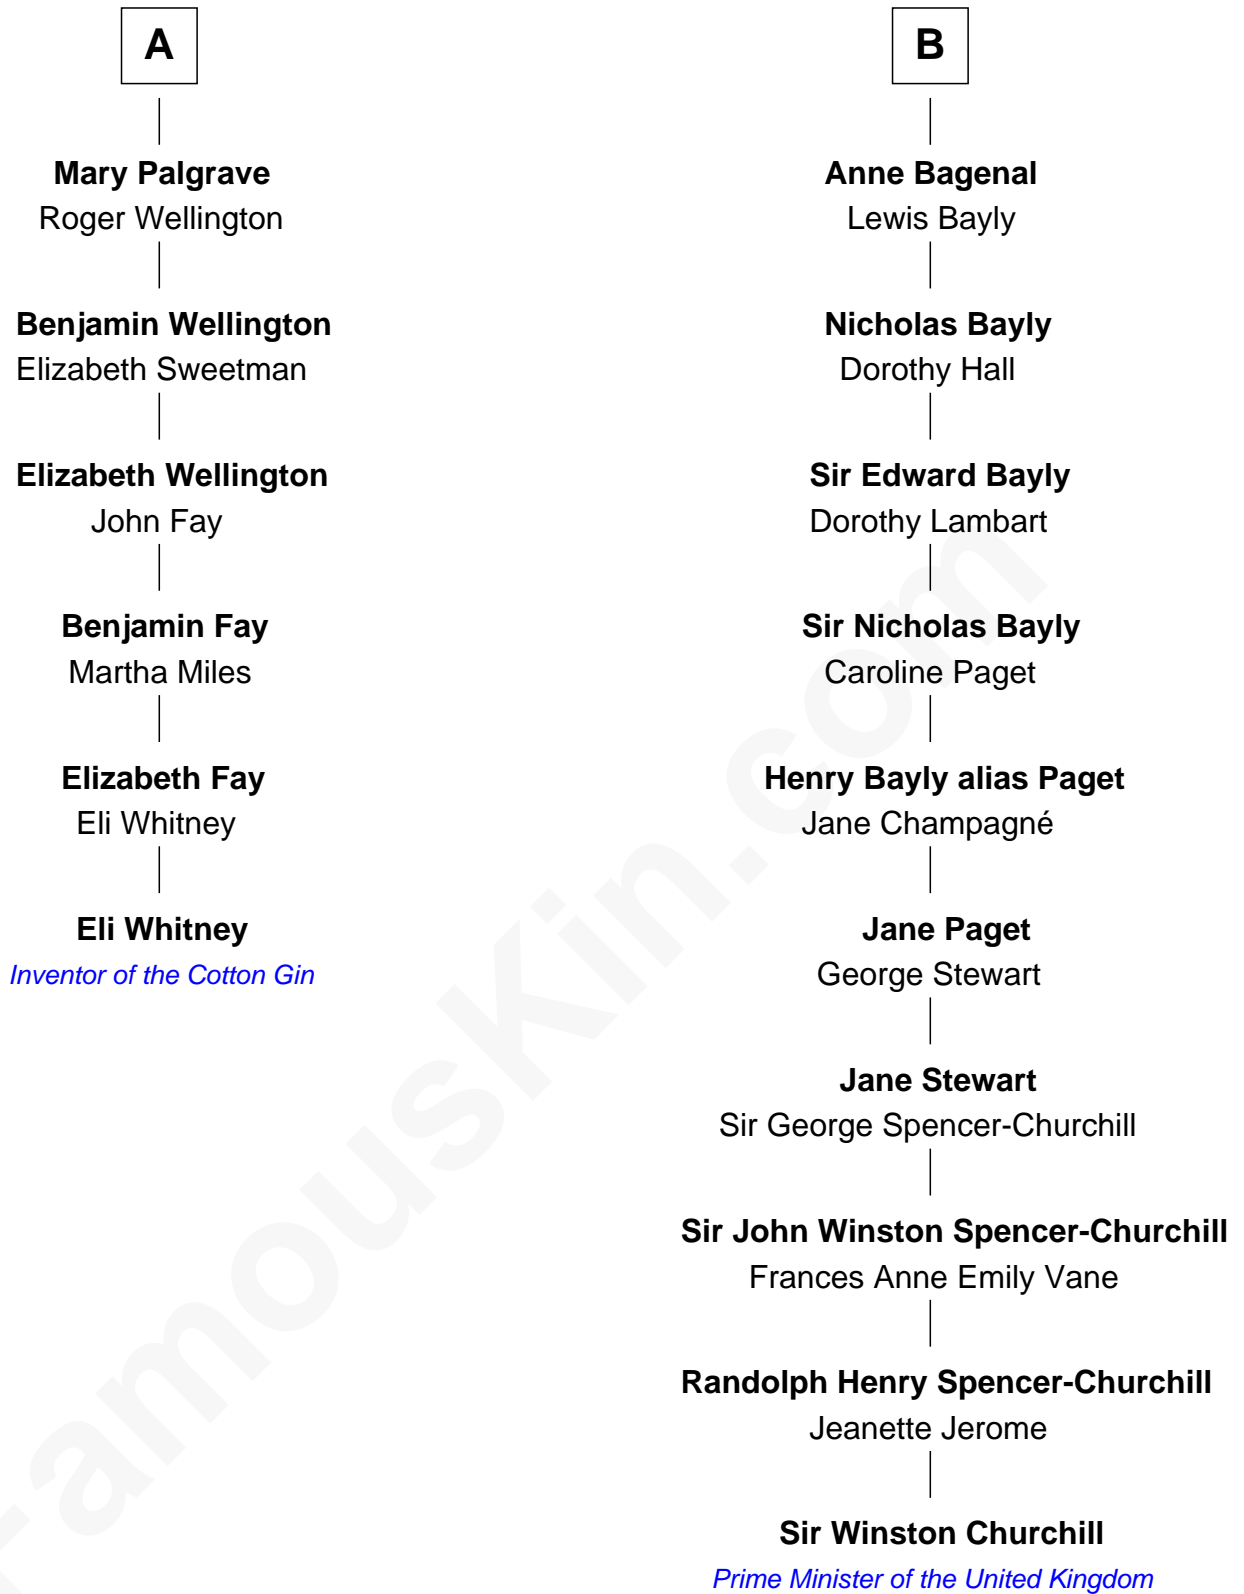 A
Mary Palgrave
Roger Wellington
Benjamin Wellington
Elizabeth Sweetman
Elizabeth Wellington
John Fay
Benjamin Fay
Martha Miles
Elizabeth Fay
Eli Whitney
Eli Whitney
Inventor of the Cotton Gin
B
Anne Bagenal
Lewis Bayly
Nicholas Bayly
Dorothy Hall
Sir Edward Bayly
Dorothy Lambart
Sir Nicholas Bayly
Caroline Paget
Henry Bayly alias Paget
Jane Champagné
Jane Paget
George Stewart
Jane Stewart
Sir George Spencer-Churchill
Sir John Winston Spencer-Churchill
Frances Anne Emily Vane
Randolph Henry Spencer-Churchill
Jeanette Jerome
Sir Winston Churchill
Prime Minister of the United Kingdom
FamousKin.com